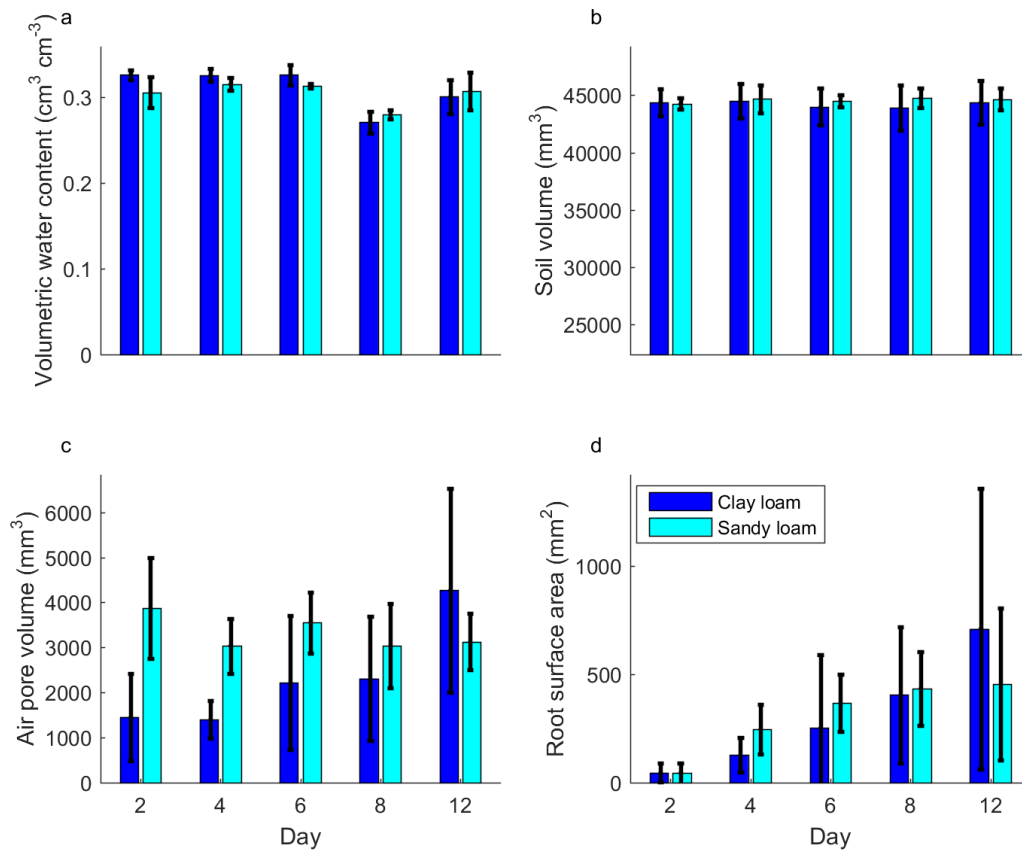 a
Volumetric water content (cm³ cm⁻³)
0.3
0.2
0.1
0
b
Soil volume (mm³)
45000
40000
35000
30000
25000
c
Air pore volume (mm³)
6000
5000
4000
3000
2000
1000
0
2 4 6 8 12
Day
d
Root surface area (mm²)
Clay loam
Sandy loam
1000
500
0
2 4 6 8 12
Day